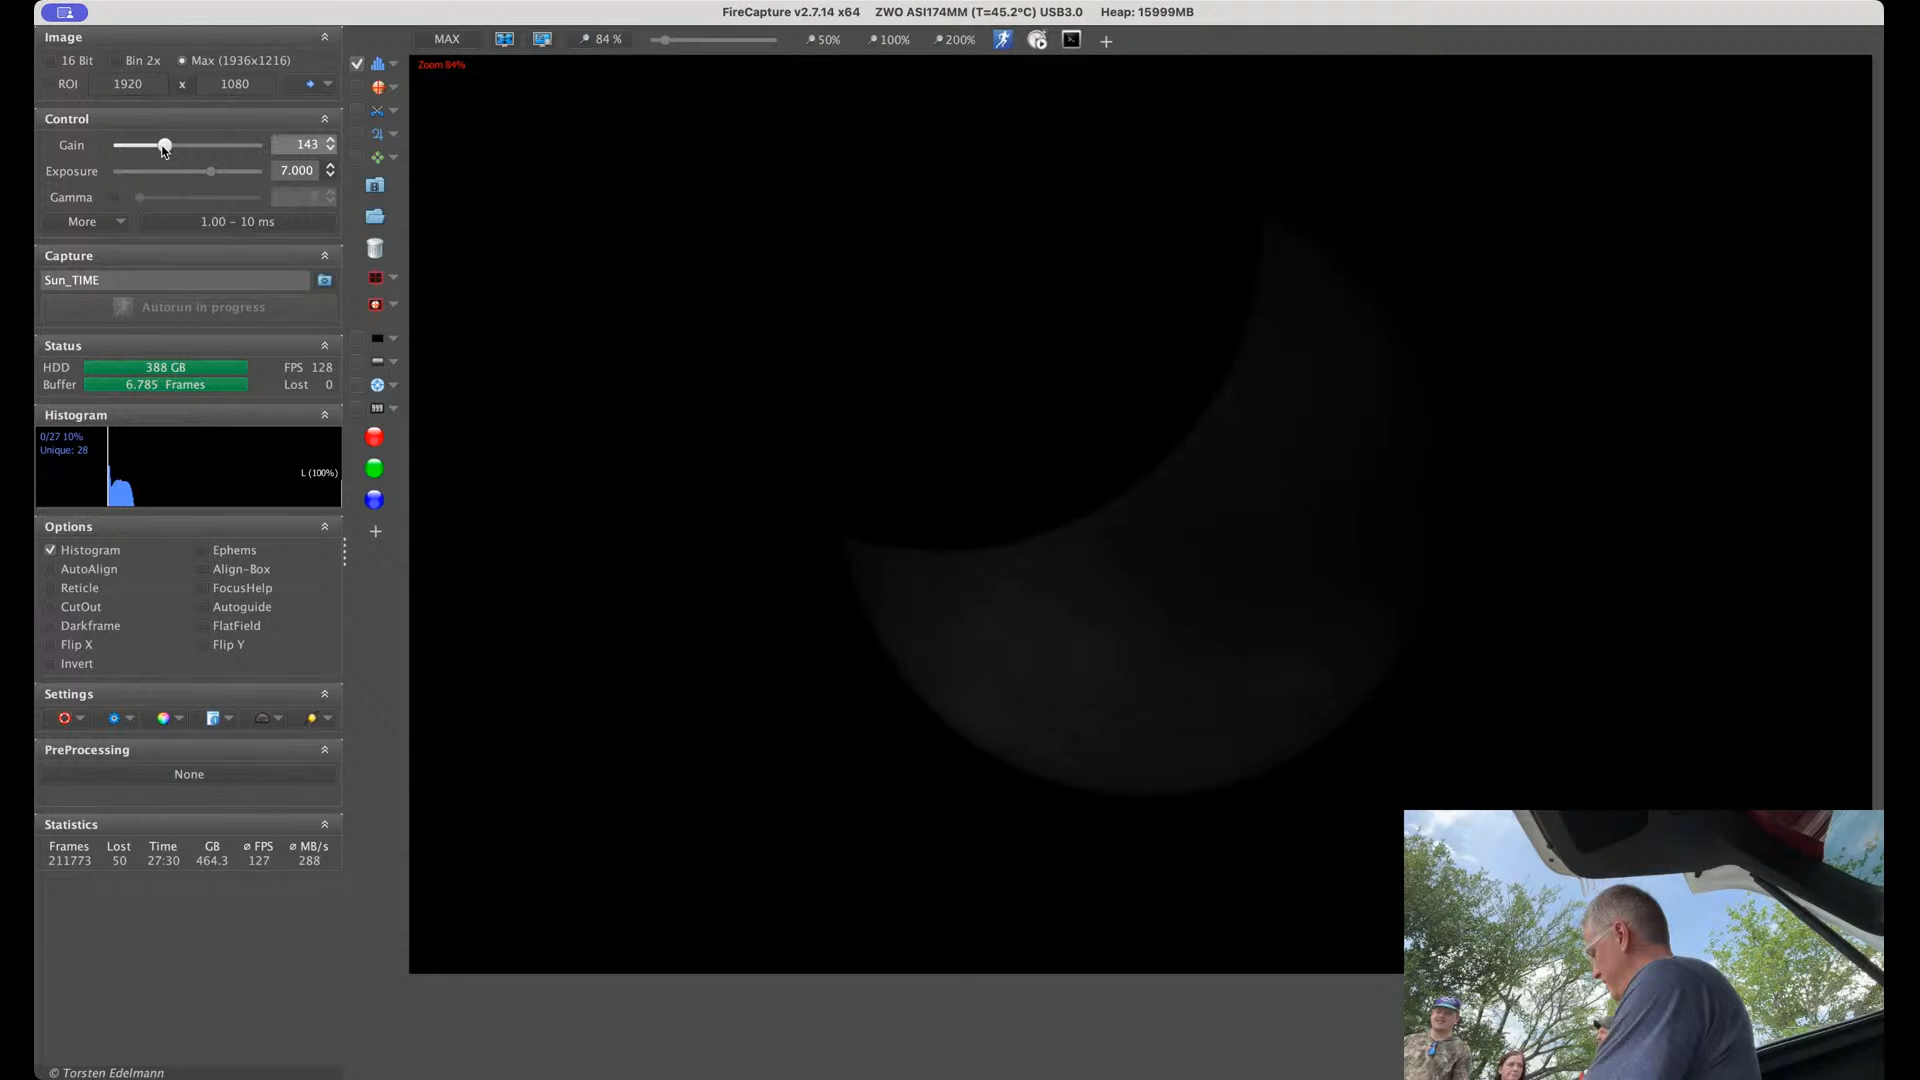 FireCapture v2.7.14 x64 ZWO ASI174MM (T=45.2°C) USB3.0 Heap: 15999MB
Image
MAX 84 % 50% 100% 200%
16 Bit Bin 2x Max (1936x1216)
Zoom 84%
ROI 1920 x 1080
Control
Gain 143
Exposure 7.000
Gamma
More 1.00 - 10 ms
Capture
Sun_TIME
Autorun in progress
Status
HDD 388 GB FPS 128
Buffer 6.785 Frames Lost 0
Histogram
0/27 10%
Unique: 28
L (100%)
999
Options
Histogram Ephems
AutoAlign Align-Box
Reticle FocusHelp
CutOut Autoguide
Darkframe FlatField
Flip X Flip Y
Invert
Settings
PreProcessing
None
Statistics
Frames Lost Time GB ø FPS ø MB/s
211773 50 27:30 464.3 127 288
© Torsten Edelmann